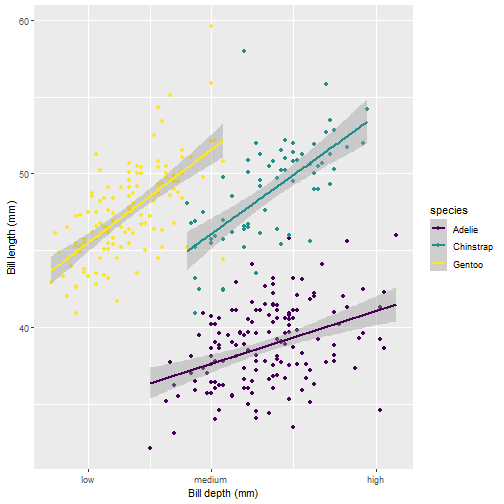 60
50
40
Bill length (mm)
low
medium
high
Bill depth (mm)
species
Adelie
Chinstrap
Gentoo